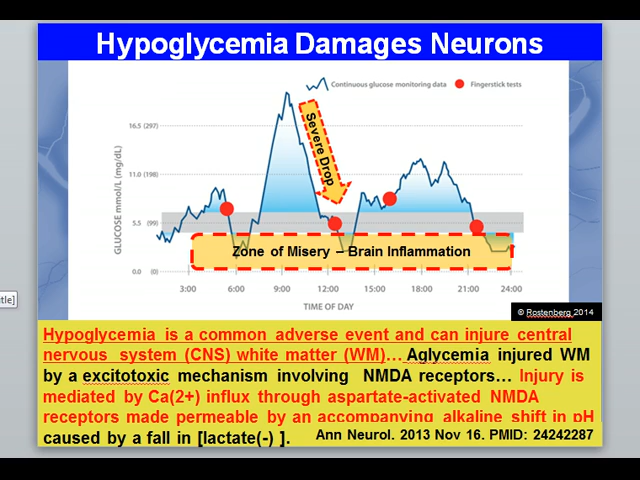 Hypoglycemia Damages Neurons
Continuous glucose monitoring data
Fingerstick tests
GLUCOSE mmol/L (mg/dL)
16.5 (297)
11.0 (198)
5.5 (99)
0.0 (0)
Severe Drop
Zone of Misery – Brain Inflammation
3:00 6:00 9:00 12:00 15:00 18:00 21:00 24:00
TIME OF DAY
© Rostenberg 2014
itle]
Hypoglycemia is a common adverse event and can injure central
nervous system (CNS) white matter (WM)... Aglycemia injured WM
by a excitotoxic mechanism involving NMDA receptors... Injury is
mediated by Ca(2+) influx through aspartate-activated NMDA
receptors made permeable by an accompanying alkaline shift in pH
caused by a fall in [lactate(-) ]. Ann Neurol. 2013 Nov 16. PMID: 24242287